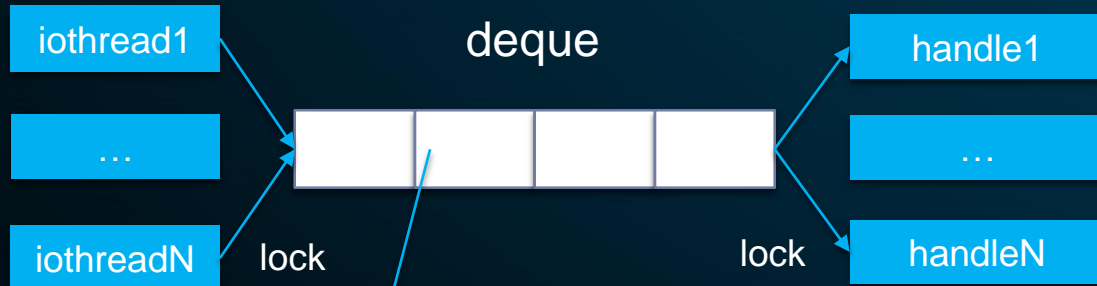 iothread1
deque
handle1
...
...
iothreadN
lock
lock
handleN